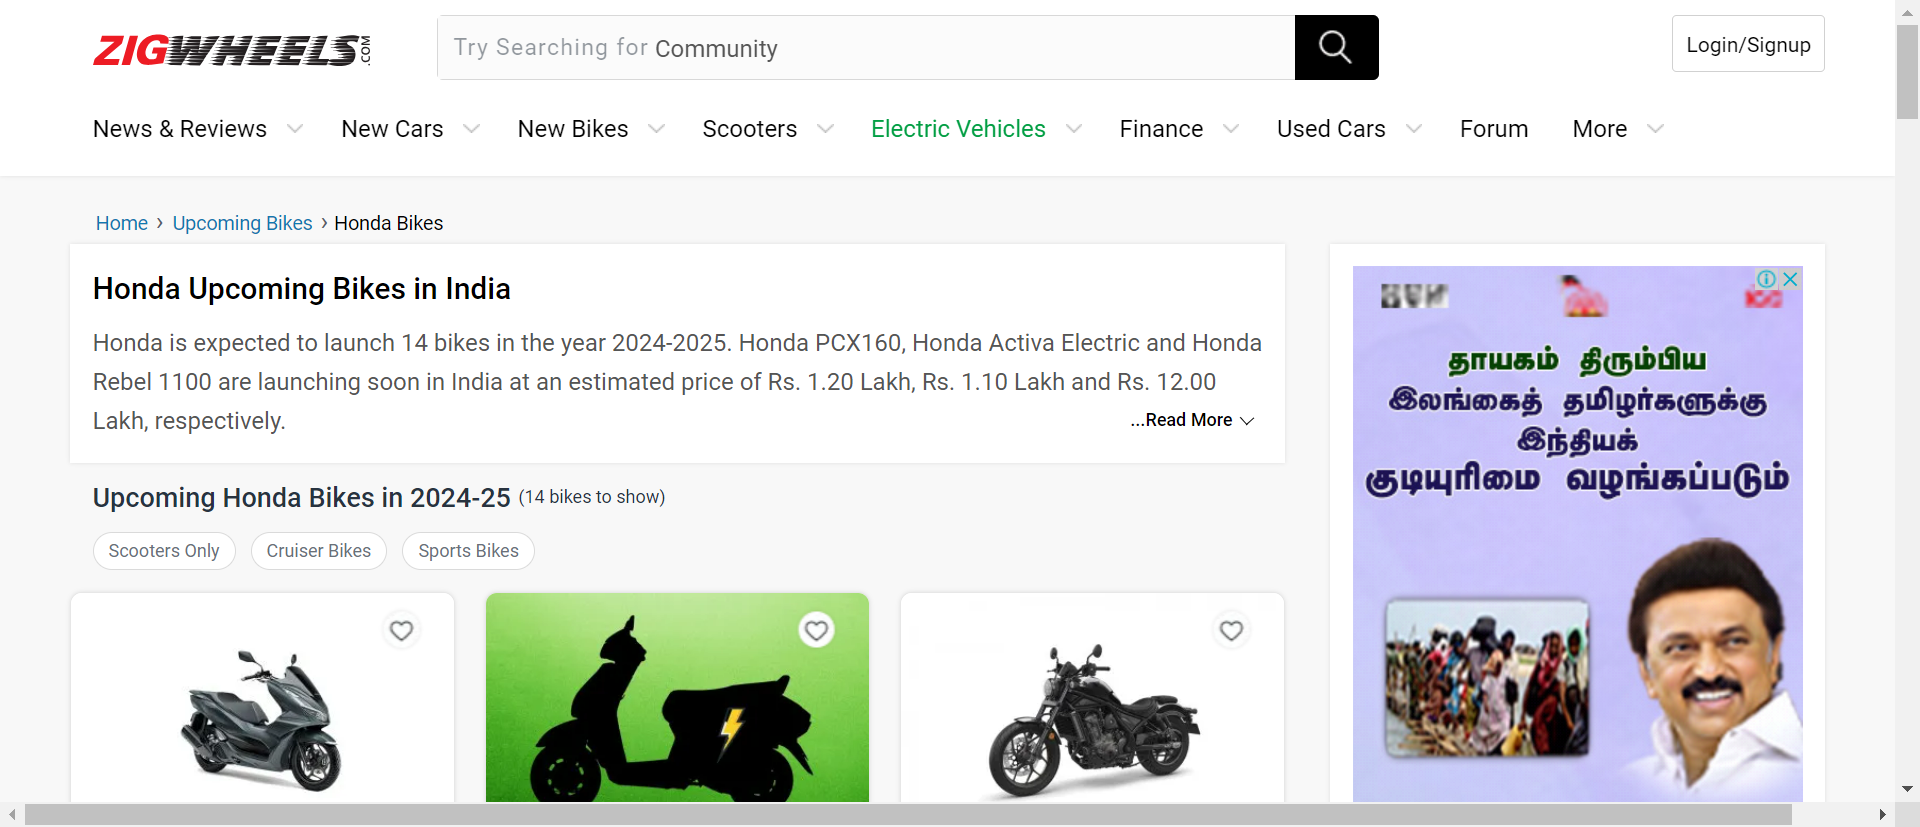 ZIGWHEELS.COM
Try Searching for Community
Login/Signup
News & Reviews
New Cars
New Bikes
Scooters
Electric Vehicles
Finance
Used Cars
Forum
More
Home › Upcoming Bikes › Honda Bikes
Honda Upcoming Bikes in India
Honda is expected to launch 14 bikes in the year 2024-2025. Honda PCX160, Honda Activa Electric and Honda
Rebel 1100 are launching soon in India at an estimated price of Rs. 1.20 Lakh, Rs. 1.10 Lakh and Rs. 12.00
Lakh, respectively.
...Read More
Upcoming Honda Bikes in 2024-25 (14 bikes to show)
Scooters Only
Cruiser Bikes
Sports Bikes
தாயகம் திரும்பிய
இலங்கைத் தமிழர்களுக்கு
இந்தியக்
குடியுரிமை வழங்கப்படும்